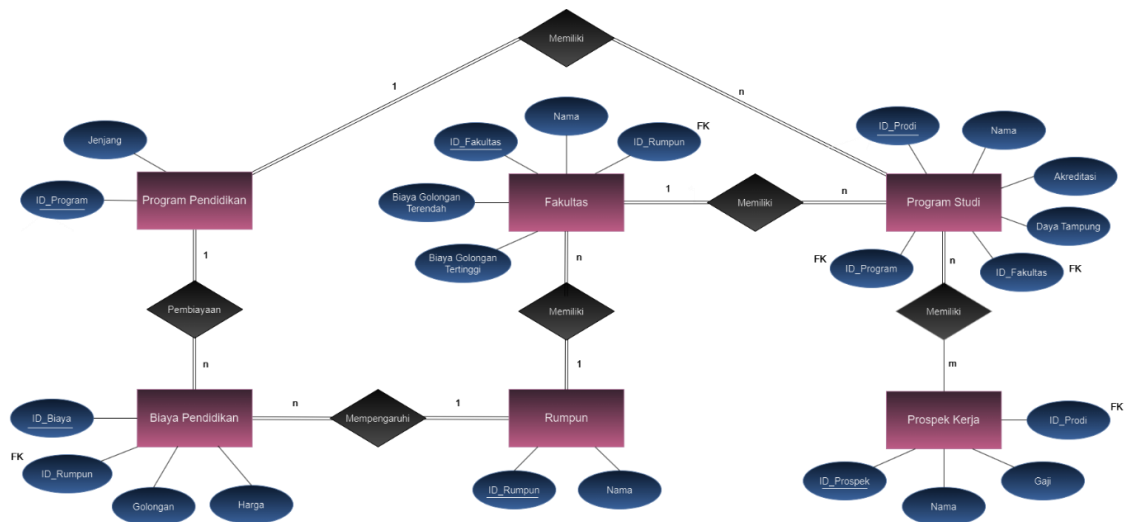 Memiliki
1
n
Jenjang
ID_Program
Program Pendidikan
Nama
ID_Fakultas
ID_Rumpun
FK
Biaya Golongan
Terendah
Fakultas
Biaya Golongan
Tertinggi
1
Memiliki
n
ID_Prodi
Nama
Akreditasi
Program Studi
Daya Tampung
FK
ID_Program
ID_Fakultas
FK
1
Pembiayaan
n
n
Memiliki
1
n
Memiliki
m
ID_Biaya
Biaya Pendidikan
n
Mempengaruhi
1
Rumpun
FK
ID_Rumpun
Golongan
Harga
ID_Rumpun
Nama
Prospek Kerja
ID_Prodi
FK
ID_Prospek
Nama
Gaji